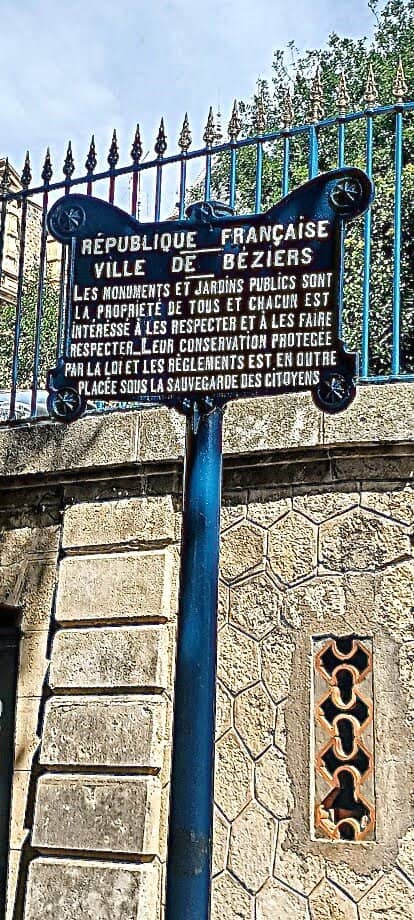 RÉPUBLIQUE FRANÇAISE
VILLE DE BÉZIERS
LES MONUMENTS ET JARDINS PUBLICS SONT
LA PROPRIÉTÉ DE TOUS ET CHACUN EST
INTÉRESSÉ À LES RESPECTER ET À LES FAIRE
RESPECTER_LEUR CONSERVATION PROTÉGÉE
PAR LA LOI ET LES RÈGLEMENTS EST EN OUTRE
PLACÉE SOUS LA SAUVEGARDE DES CITOYENS